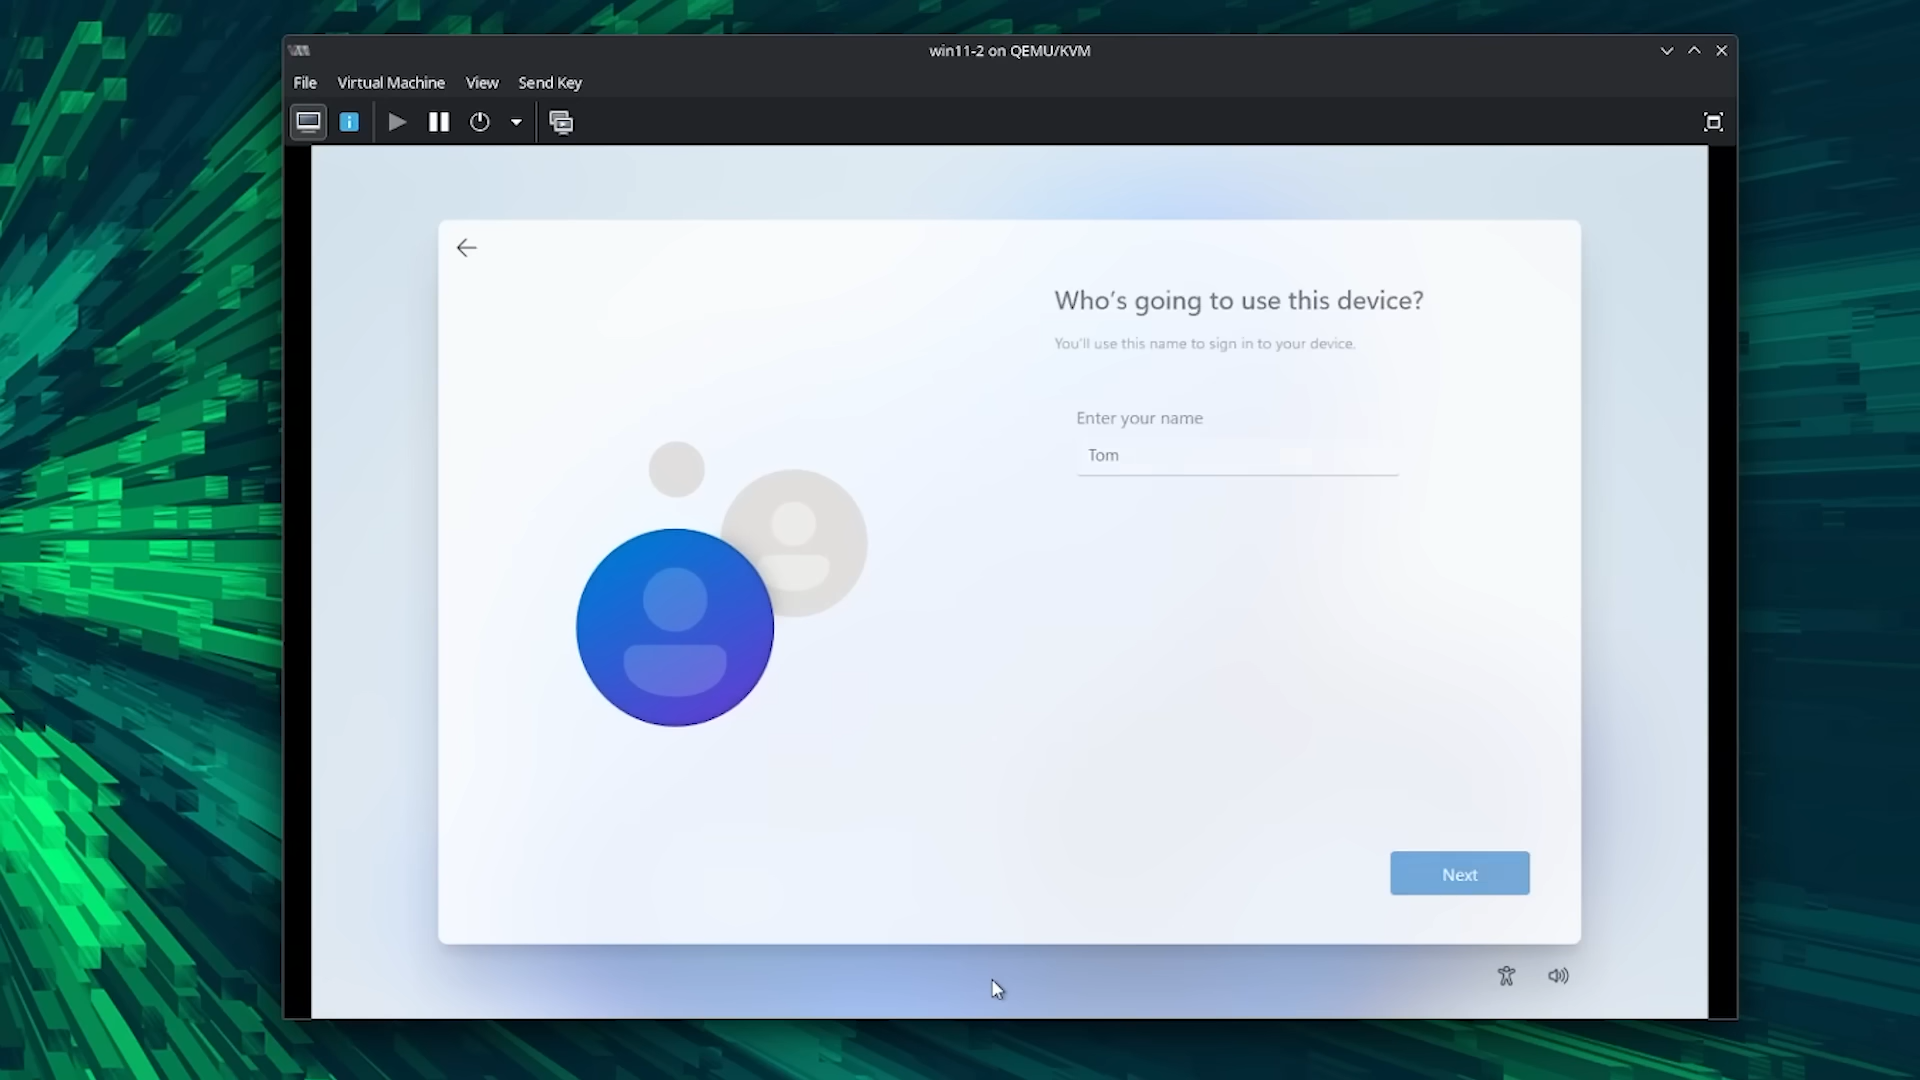 win11-2 on QEMU/KVM
File Virtual Machine View Send Key
Who's going to use this device?
You'll use this name to sign in to your device.
Enter your name
Tom
Next